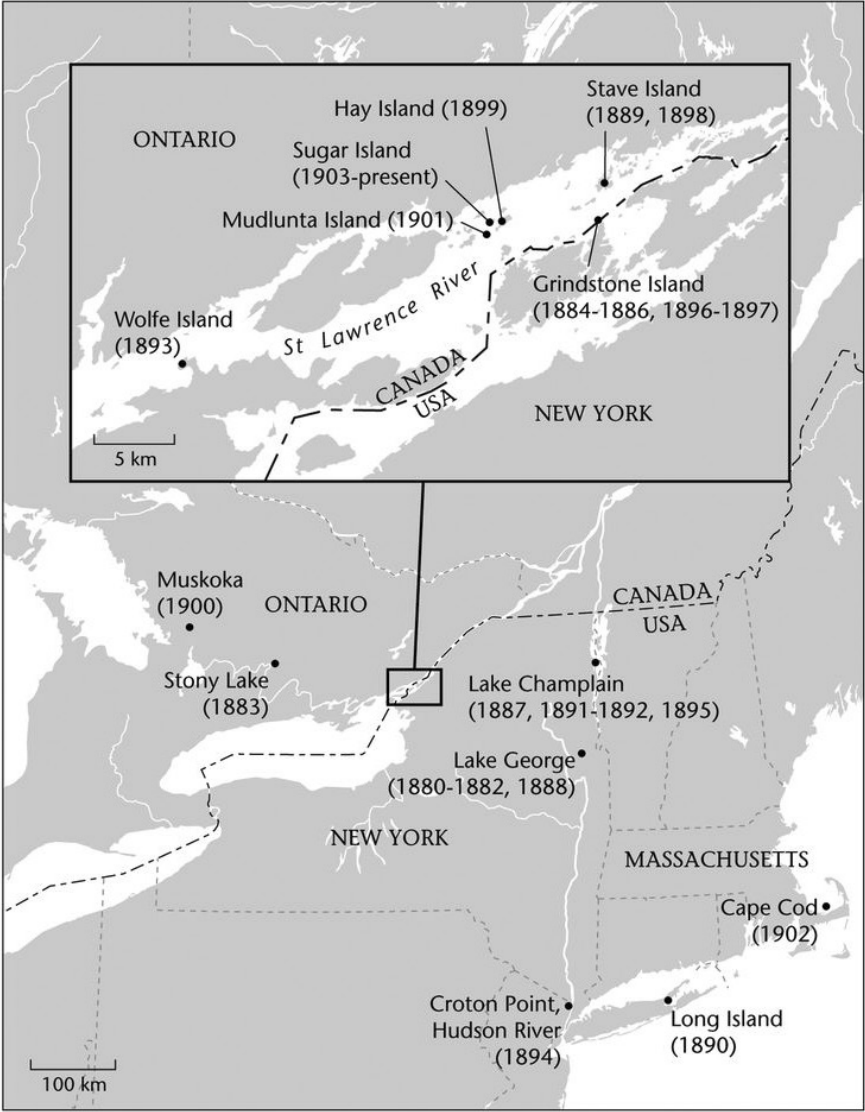 Stave Island
(1889, 1898)
Hay Island (1899)
ONTARIO
Sugar Island
(1903-present)
Mudlunta Island (1901)
Grindstone Island
(1884-1886, 1896-1897)
St Lawrence River
Wolfe Island
(1893)
CANADA
USA
NEW YORK
5 km
Muskoka
(1900)
ONTARIO
CANADA
USA
Stony Lake
(1883)
Lake Champlain
(1887, 1891-1892, 1895)
Lake George
(1880-1882, 1888)
NEW YORK
MASSACHUSETTS
Cape Cod
(1902)
Croton Point,
Hudson River
(1894)
Long Island
(1890)
100 km